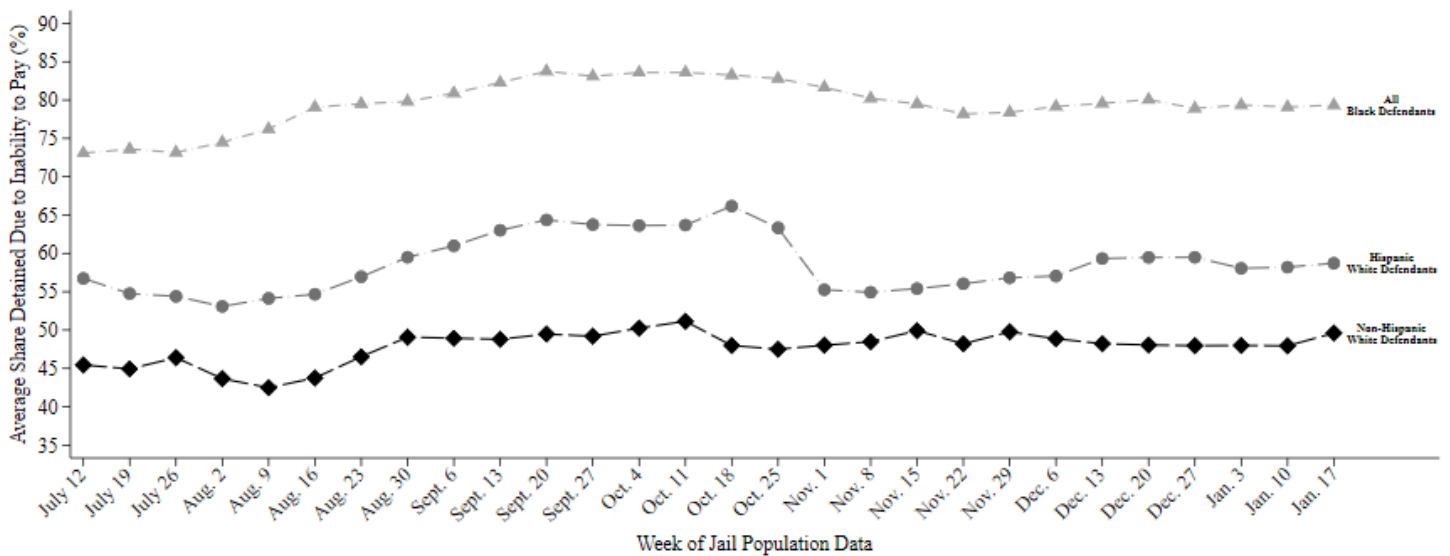 Average Share Detained Due to Inability to Pay (%)
90
85
80
75
70
65
60
55
50
45
40
35
All
Black Defendants
Hispanic
White Defendants
Non-Hispanic
White Defendants
July 12
July 19
July 26
Aug. 2
Aug. 9
Aug. 16
Aug. 23
Aug. 30
Sept. 6
Sept. 13
Sept. 20
Sept. 27
Oct. 4
Oct. 11
Oct. 18
Oct. 25
Nov. 1
Nov. 8
Nov. 15
Nov. 22
Nov. 29
Dec. 6
Dec. 13
Dec. 20
Dec. 27
Jan. 3
Jan. 10
Jan. 17
Week of Jail Population Data